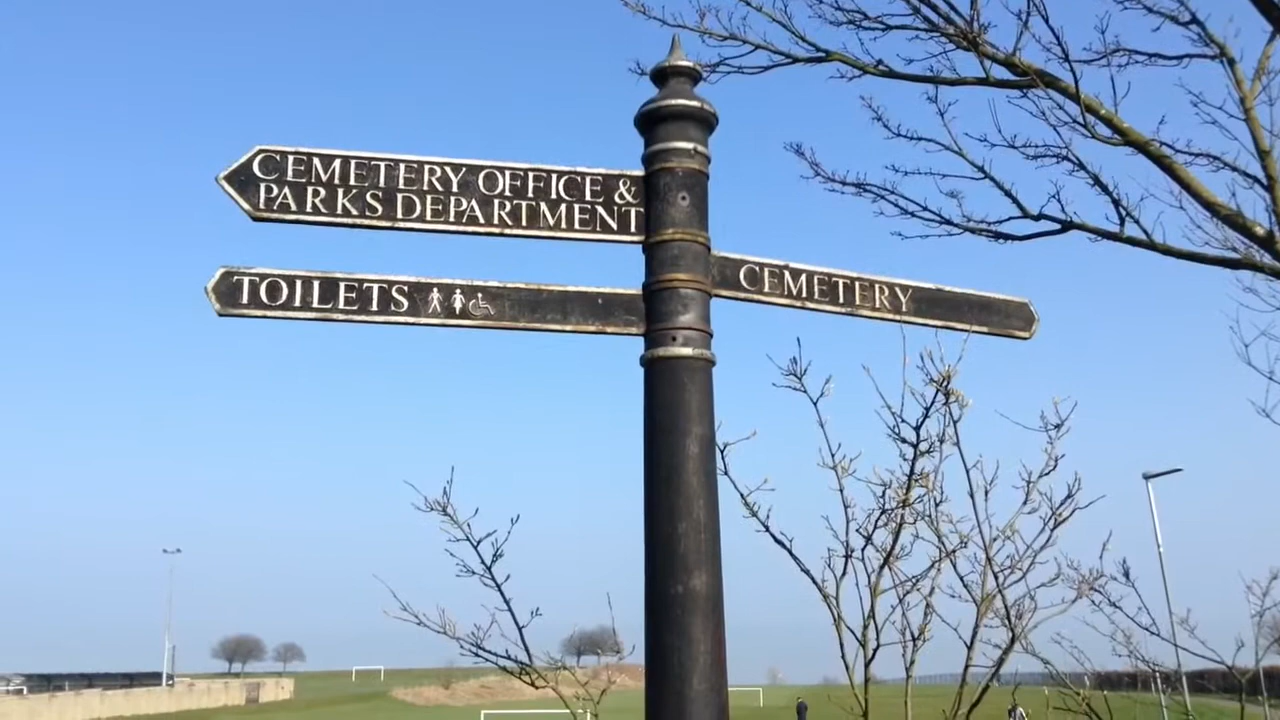 CEMETERY OFFICE &
PARKS DEPARTMENT
TOILETS
CEMETERY